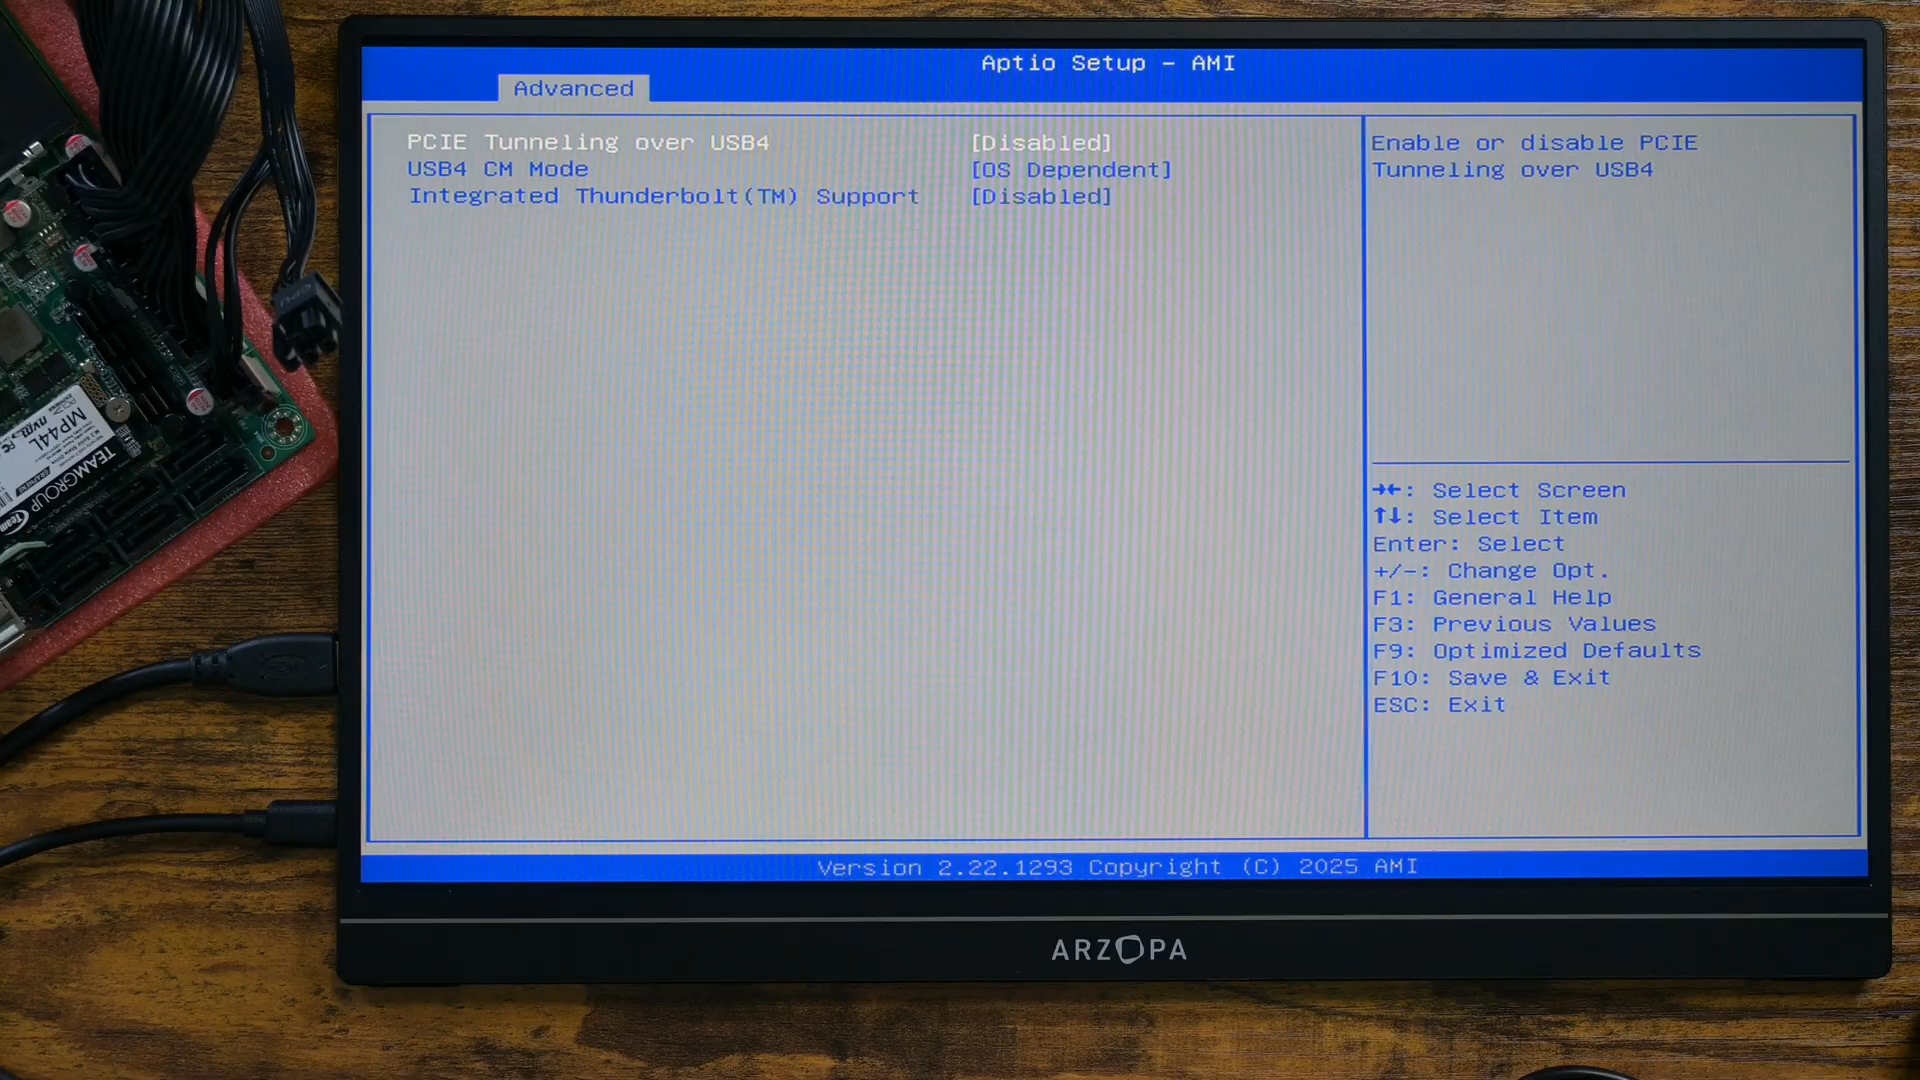 Aptio Setup - AMI
Advanced
PCIE Tunneling over USB4 [Disabled]
USB4 CM Mode [OS Dependent]
Integrated Thunderbolt(TM) Support [Disabled]
Enable or disable PCIE
Tunneling over USB4
→←: Select Screen
↑↓: Select Item
Enter: Select
+/-: Change Opt.
F1: General Help
F3: Previous Values
F9: Optimized Defaults
F10: Save & Exit
ESC: Exit
Version 2.22.1293 Copyright (C) 2025 AMI
ARZOPA
CPU
MP44L
TEAMGROUP
Team